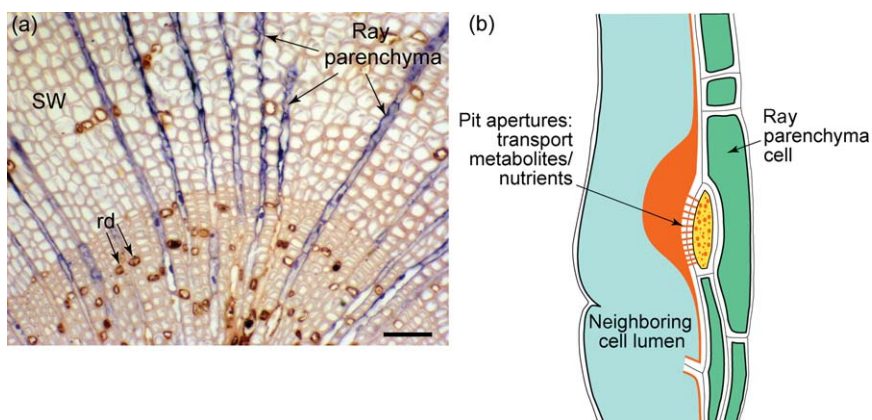 (a)
Ray
parenchyma
SW
rd
(b)
Pit apertures:
transport
metabolites/
nutrients
Ray
parenchyma
cell
Neighboring
cell lumen